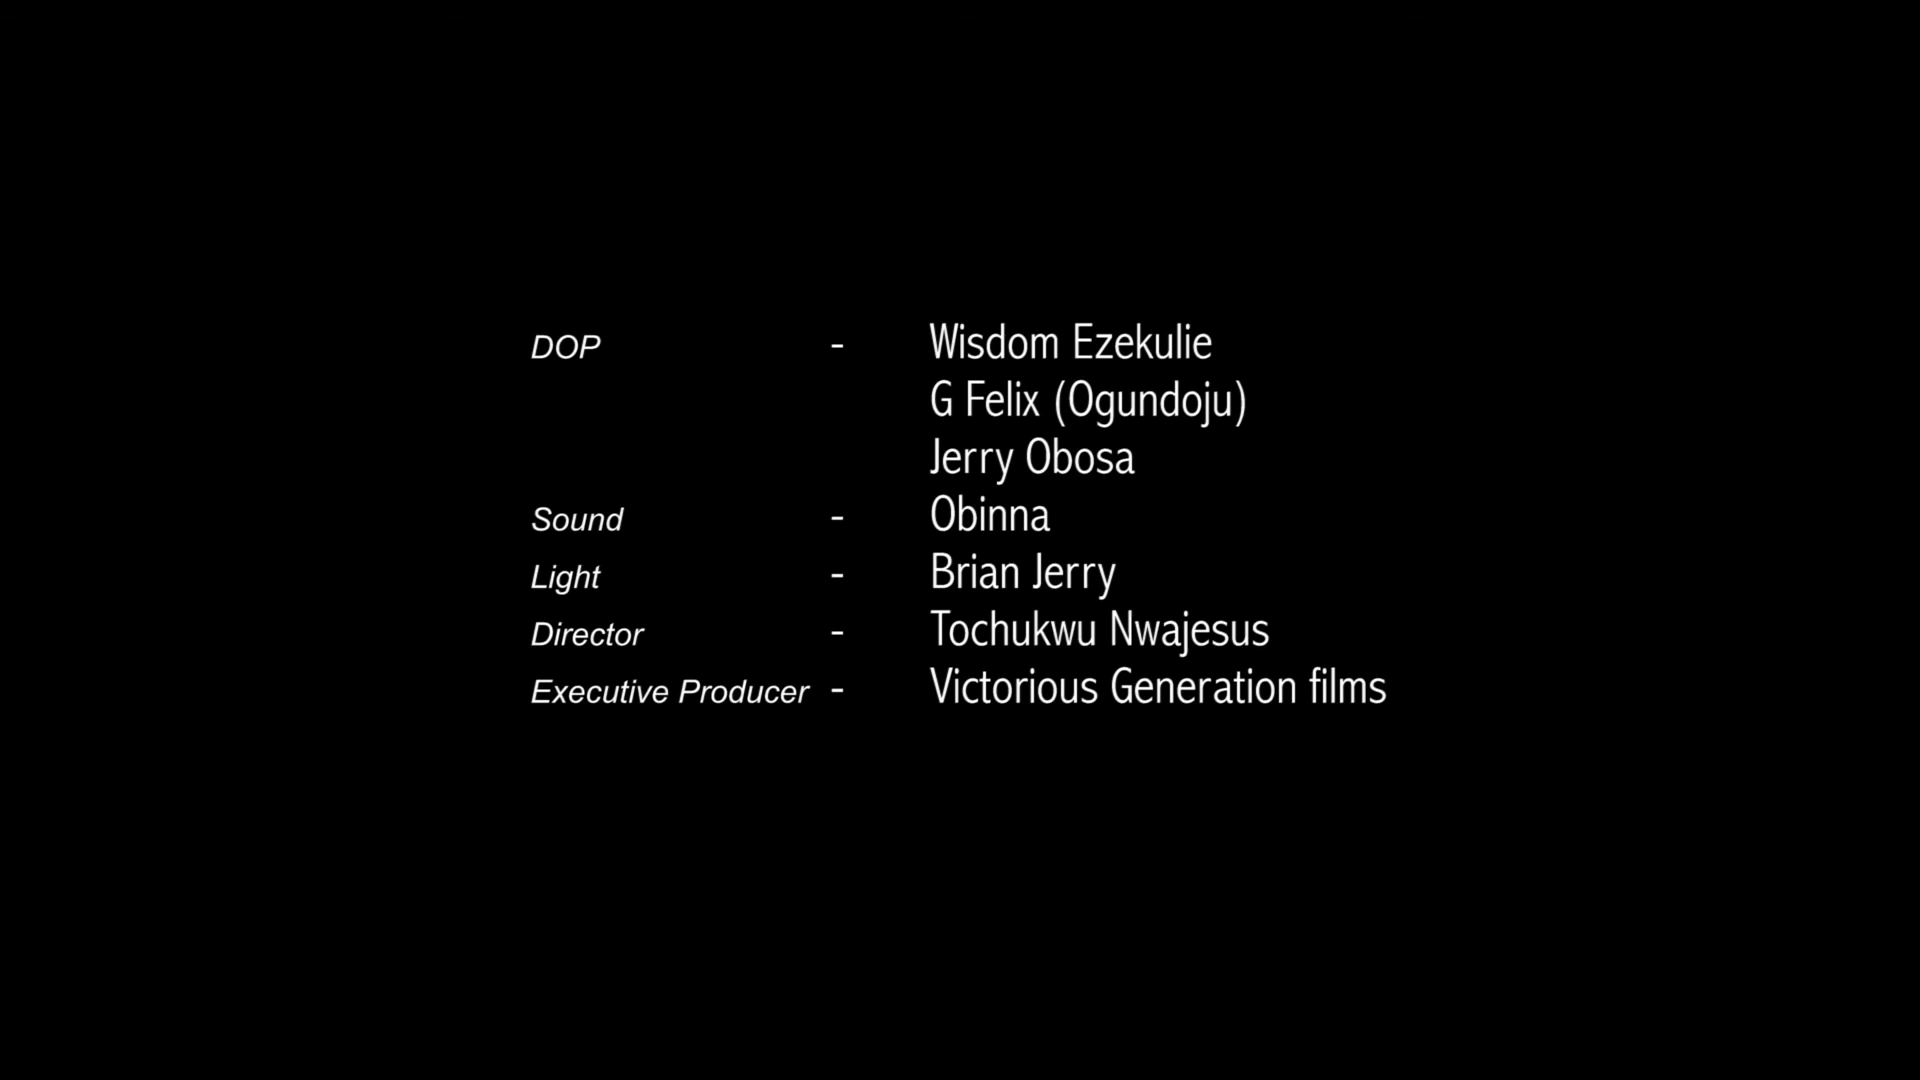 DOP - Wisdom Ezekulie
G Felix (Ogundoju)
Jerry Obosa
Sound - Obinna
Light - Brian Jerry
Director - Tochukwu Nwajesus
Executive Producer - Victorious Generation films